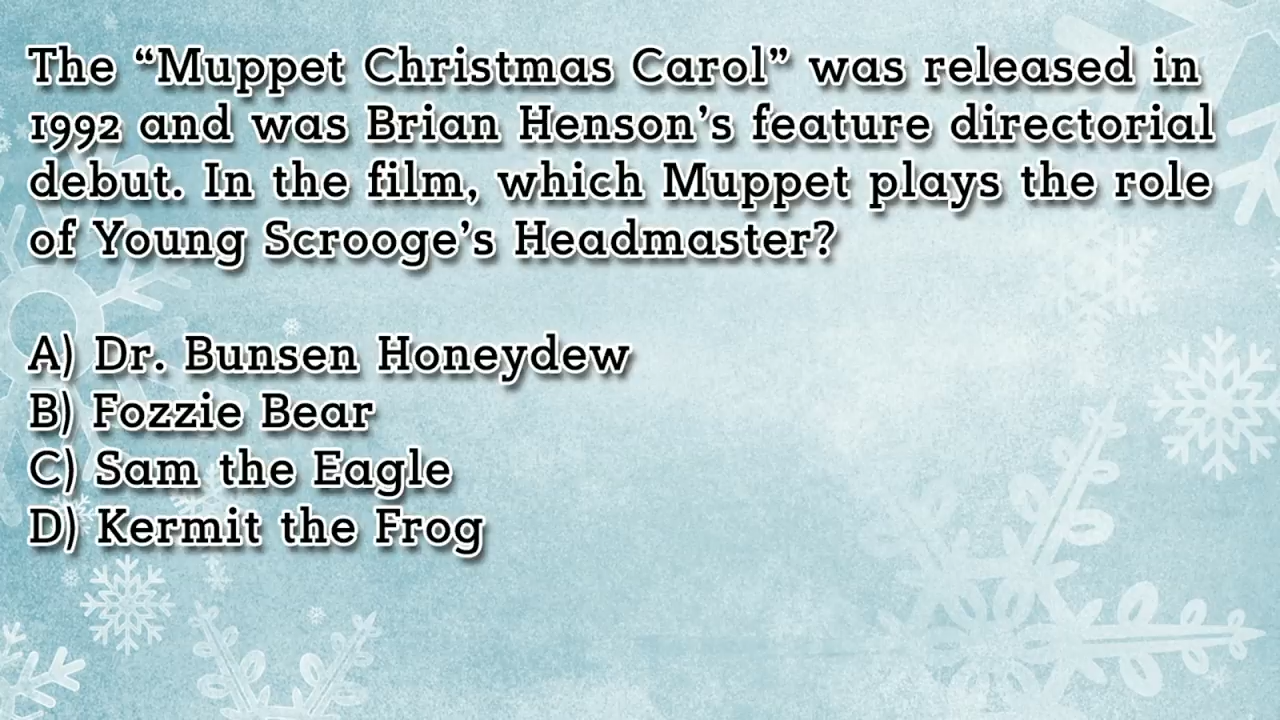 The “Muppet Christmas Carol” was released in
1992 and was Brian Henson’s feature directorial
debut. In the film, which Muppet plays the role
of Young Scrooge’s Headmaster?
A) Dr. Bunsen Honeydew
B) Fozzie Bear
C) Sam the Eagle
D) Kermit the Frog